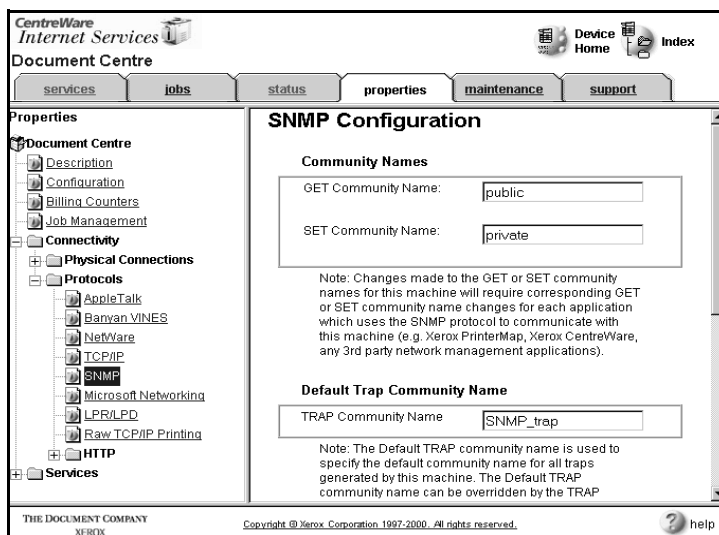 CentreWare
Internet Services
Document Centre
Device
Home
Index
services
jobs
status
properties
maintenance
support
Properties
Document Centre
Description
Configuration
Billing Counters
Job Management
Connectivity
Physical Connections
Protocols
AppleTalk
Banyan VINES
NetWare
TCP/IP
SNMP
Microsoft Networking
LPR/LPD
Raw TCP/IP Printing
HTTP
Services
SNMP Configuration
Community Names
GET Community Name:
public
SET Community Name:
private
Note: Changes made to the GET or SET community
names for this machine will require corresponding GET
or SET community name changes for each application
which uses the SNMP protocol to communicate with
this machine (e.g. Xerox PrinterMap, Xerox CentreWare,
any 3rd party network management applications).
Default Trap Community Name
TRAP Community Name
SNMP_trap
Note: The Default TRAP community name is used to
specify the default community name for all traps
generated by this machine. The Default TRAP
community name can be overridden by the TRAP
THE DOCUMENT COMPANY
XEROX
Copyright © Xerox Corporation 1997-2000. All rights reserved.
? help